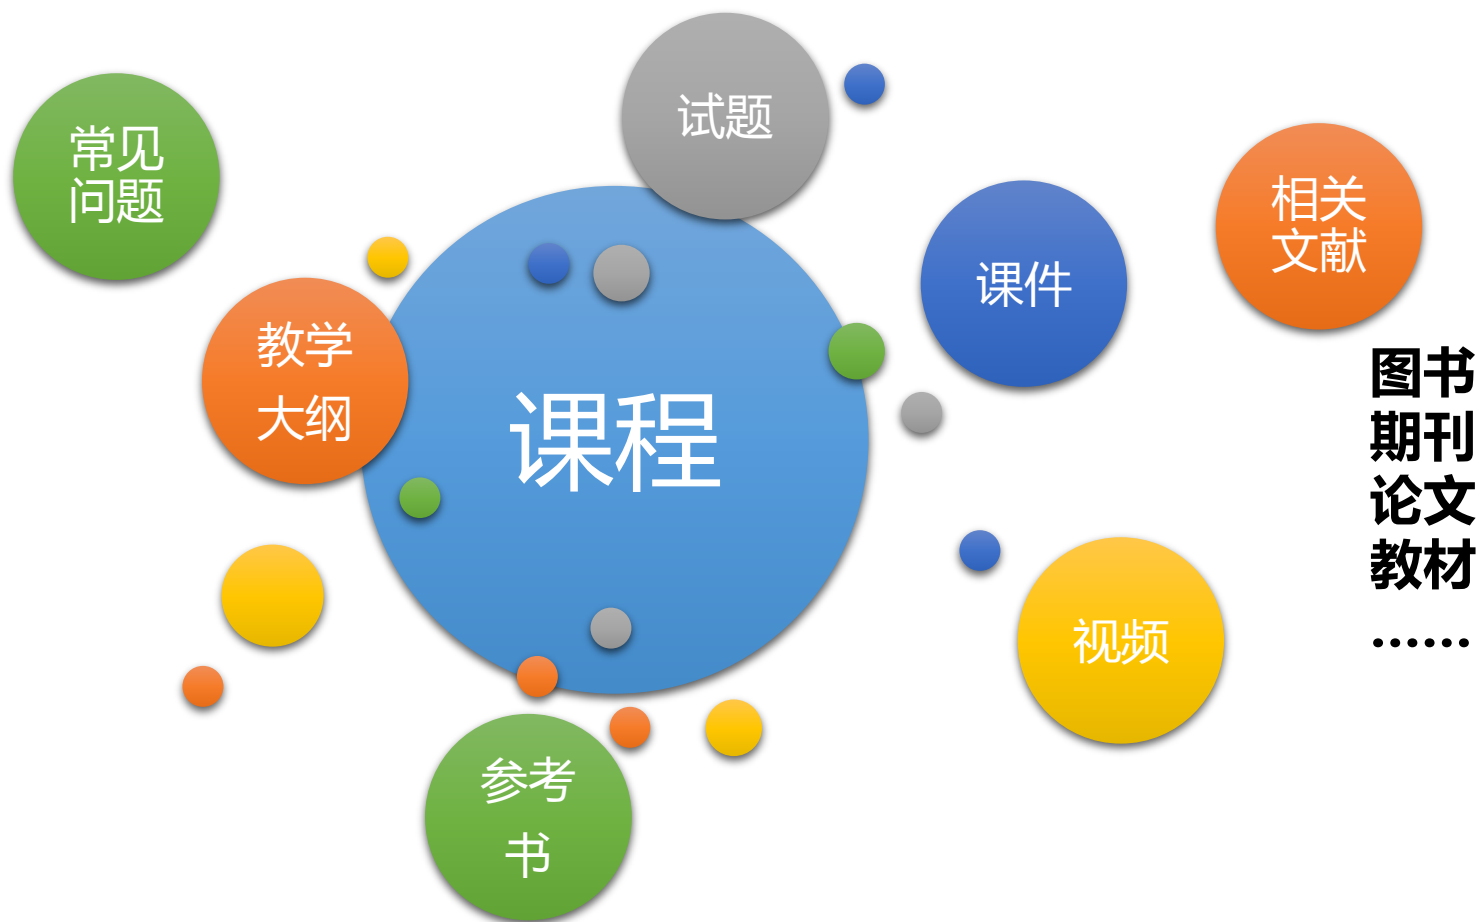 试题
常见
问题
相关
文献
课件
教学
大纲
课程
图书
期刊
论文
教材
……
视频
参考
书